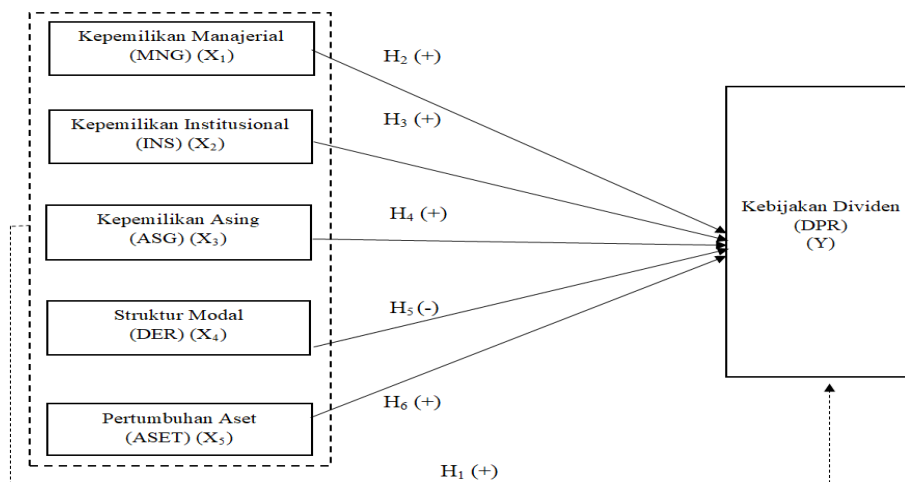 Kepemilikan Manajerial
(MNG) (X₁)
H₂ (+)
Kepemilikan Institusional
(INS) (X₂)
H₃ (+)
Kepemilikan Asing
(ASG) (X₃)
H₄ (+)
Struktur Modal
(DER) (X₄)
H₅ (-)
Pertumbuhan Aset
(ASET) (X₅)
H₆ (+)
Kebijakan Dividen
(DPR)
(Y)
H₁ (+)